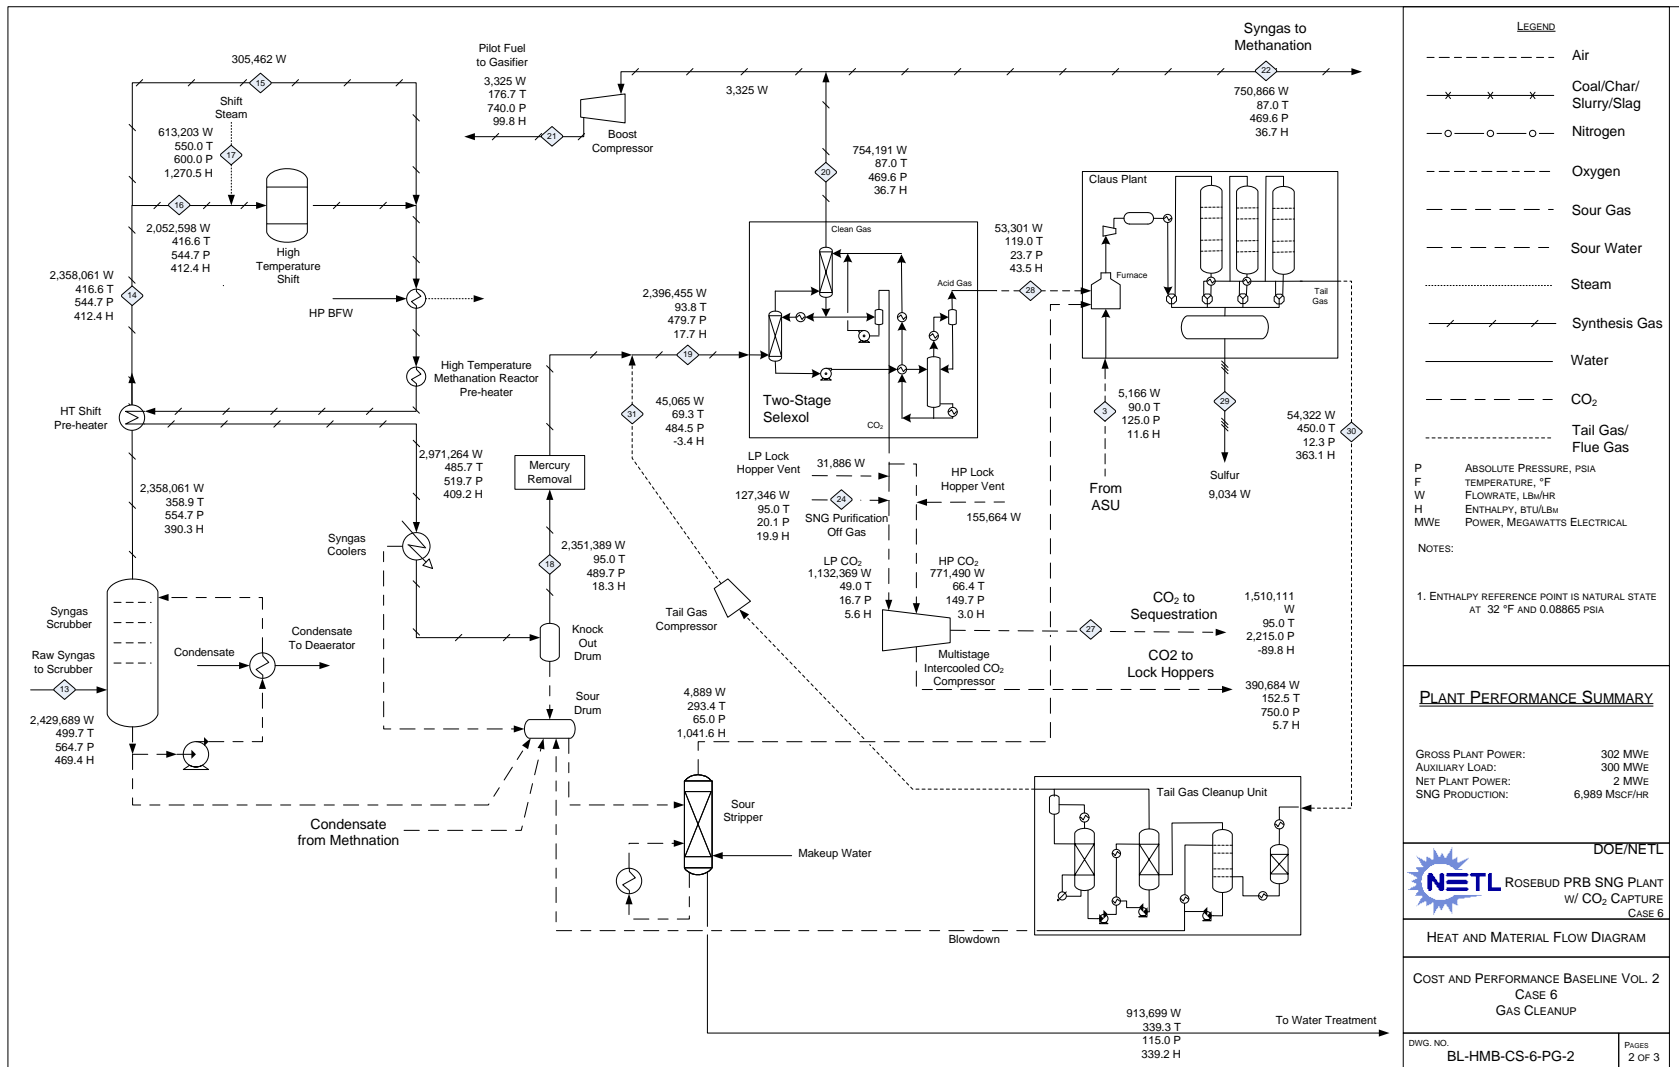 Syngas to
Methanation
22
750,866 W
87.0 T
469.6 P
36.7 H
305,462 W
15
Pilot Fuel
to Gasifier
3,325 W
176.7 T
740.0 P
99.8 H
21
Boost
Compressor
3,325 W
Shift
Steam
613,203 W
550.0 T
600.0 P
1,270.5 H
17
16
2,052,598 W
416.6 T
544.7 P
412.4 H
High
Temperature
Shift
2,358,061 W
416.6 T
544.7 P
412.4 H
14
HP BFW
High Temperature
Methanation Reactor
Pre-heater
HT Shift
Pre-heater
754,191 W
87.0 T
469.6 P
36.7 H
20
Clean Gas
Acid Gas
Two-Stage
Selexol
CO2
2,396,455 W
93.8 T
479.7 P
17.7 H
19
53,301 W
119.0 T
23.7 P
43.5 H
28
Claus Plant
Furnace
Tail
Gas
5,166 W
90.0 T
125.0 P
11.6 H
3
From
ASU
29
Sulfur
9,034 W
54,322 W
450.0 T
12.3 P
363.1 H
30
45,065 W
69.3 T
484.5 P
-3.4 H
31
2,971,264 W
485.7 T
519.7 P
409.2 H
2,358,061 W
358.9 T
554.7 P
390.3 H
Mercury
Removal
LP Lock
Hopper Vent
31,886 W
127,346 W
95.0 T
20.1 P
19.9 H
24
SNG Purification
Off Gas
HP Lock
Hopper Vent
155,664 W
Syngas
Coolers
2,351,389 W
95.0 T
489.7 P
18.3 H
18
Tail Gas
Compressor
LP CO2
1,132,369 W
49.0 T
16.7 P
5.6 H
HP CO2
771,490 W
66.4 T
149.7 P
3.0 H
Multistage
Intercooled CO2
Compressor
CO2 to
Sequestration
27
1,510,111
W
95.0 T
2,215.0 P
-89.8 H
CO2 to
Lock Hoppers
390,684 W
152.5 T
750.0 P
5.7 H
Syngas
Scrubber
Raw Syngas
to Scrubber
13
2,429,689 W
499.7 T
564.7 P
469.4 H
Condensate
Condensate
To Deaerator
Knock
Out
Drum
Sour
Drum
4,889 W
293.4 T
65.0 P
1,041.6 H
Sour
Stripper
Makeup Water
Condensate
from Methnation
Tail Gas Cleanup Unit
Blowdown
913,699 W
339.3 T
115.0 P
339.2 H
To Water Treatment
LEGEND
Air
Coal/Char/
Slurry/Slag
Nitrogen
Oxygen
Sour Gas
Sour Water
Steam
Synthesis Gas
Water
CO2
Tail Gas/
Flue Gas
P ABSOLUTE PRESSURE, PSIA
F TEMPERATURE, °F
W FLOWRATE, LBM/HR
H ENTHALPY, BTU/LBM
MWE POWER, MEGAWATTS ELECTRICAL
NOTES:
1. ENTHALPY REFERENCE POINT IS NATURAL STATE
AT 32 °F AND 0.08865 PSIA
PLANT PERFORMANCE SUMMARY
GROSS PLANT POWER: 302 MWE
AUXILIARY LOAD: 300 MWE
NET PLANT POWER: 2 MWE
SNG PRODUCTION: 6,989 MSCF/HR
NETL
DOE/NETL
ROSEBUD PRB SNG PLANT
W/ CO2 CAPTURE
CASE 6
HEAT AND MATERIAL FLOW DIAGRAM
COST AND PERFORMANCE BASELINE VOL. 2
CASE 6
GAS CLEANUP
DWG. NO.
BL-HMB-CS-6-PG-2
PAGES
2 OF 3